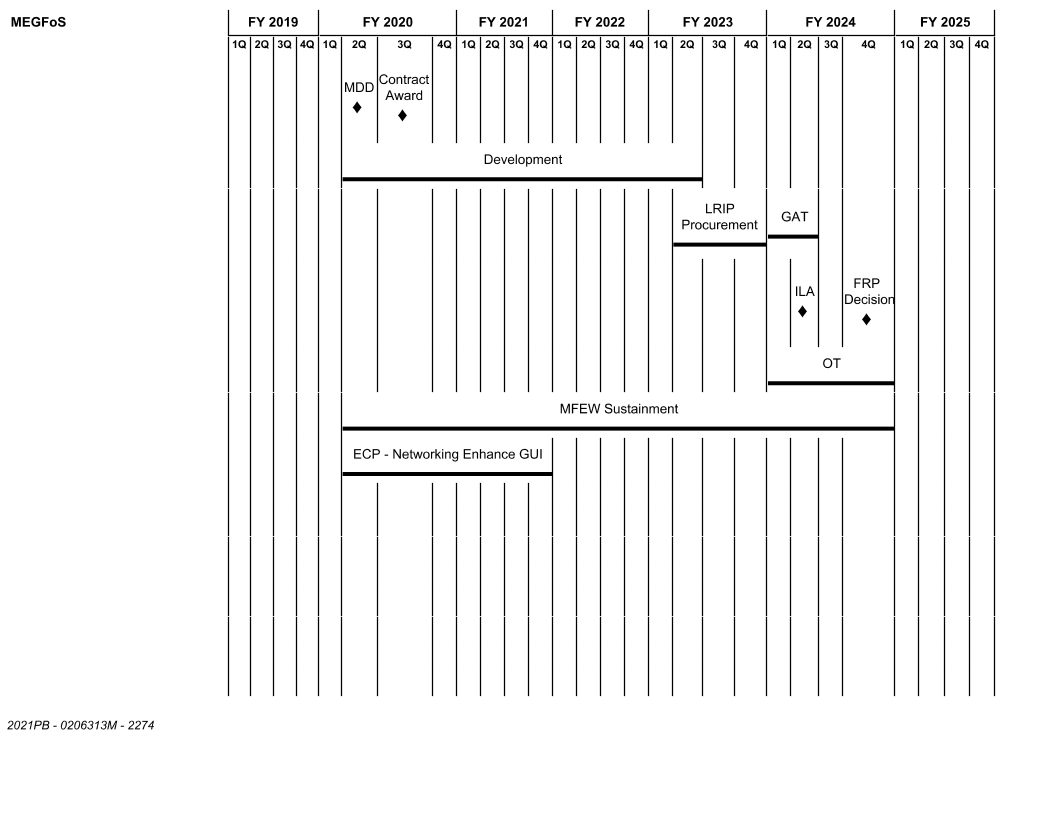 MEGFoS
FY 2019 FY 2020 FY 2021 FY 2022 FY 2023 FY 2024 FY 2025
1Q 2Q 3Q 4Q 1Q 2Q 3Q 4Q 1Q 2Q 3Q 4Q 1Q 2Q 3Q 4Q 1Q 2Q 3Q 4Q 1Q 2Q 3Q 4Q 1Q 2Q 3Q 4Q
MDD
Contract
Award
Development
LRIP
Procurement
GAT
ILA
FRP
Decision
OT
MFEW Sustainment
ECP - Networking Enhance GUI
2021PB - 0206313M - 2274